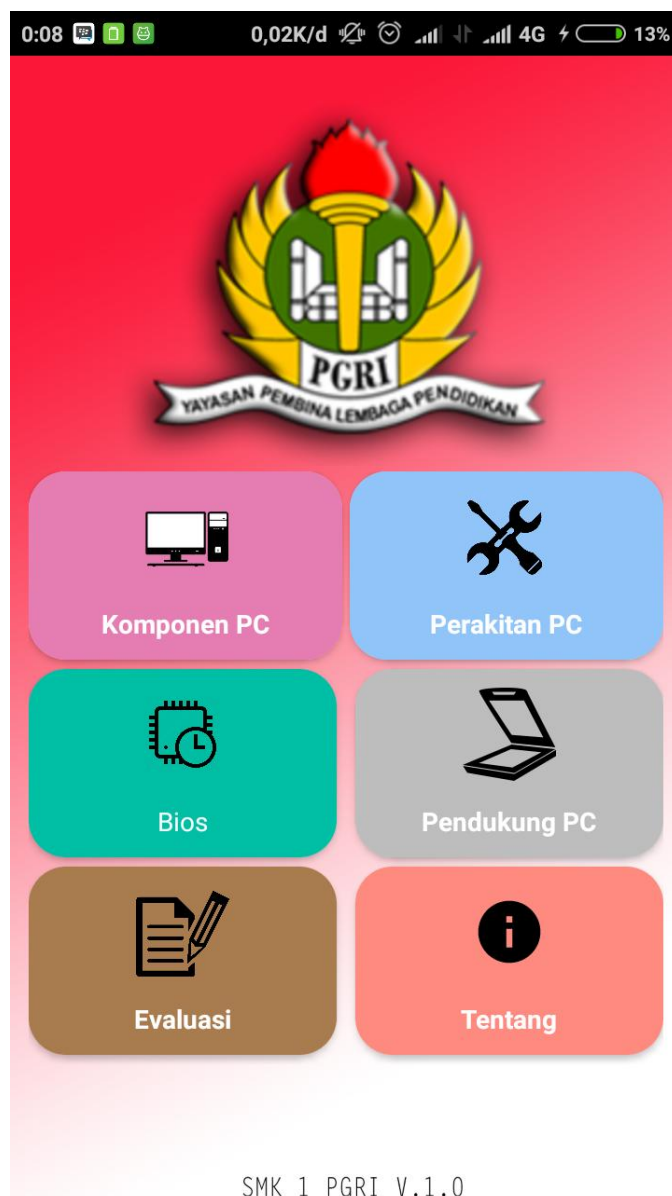 0:08 0,02K/d 4G 13%
PGRI
YAYASAN PEMBINA LEMBAGA PENDIDIKAN
Komponen PC Perakitan PC
Bios Pendukung PC
Evaluasi Tentang
SMK 1 PGRI V.1.0